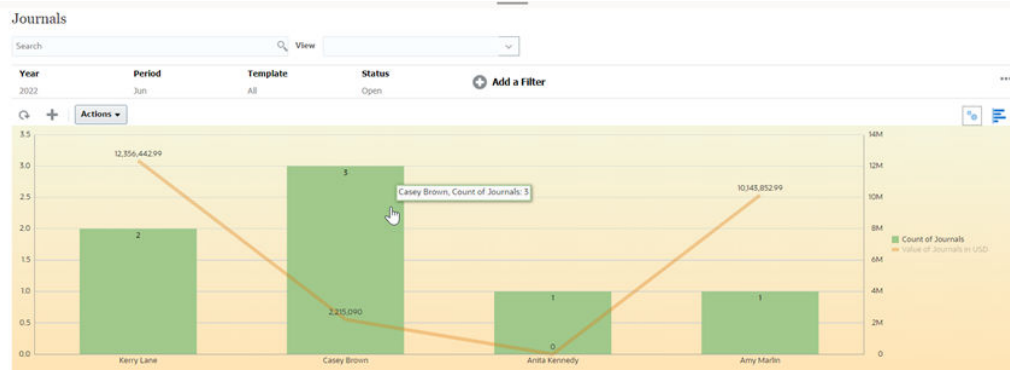 Journals
Search View
Year Period Template Status Add a Filter
2022 Jun All Open
Actions
3.5 14M
12,356,442.99
3.0 3 12M
Casey Brown, Count of Journals: 3
10,143,852.99
2.5 10M
2.0 2 8M
Count of Journals
Value of Journals in USD
1.5 6M
1.0 1 1 4M
2,215,090
0.5 2M
0
0.0 0
Kerry Lane Casey Brown Anita Kennedy Amy Marlin